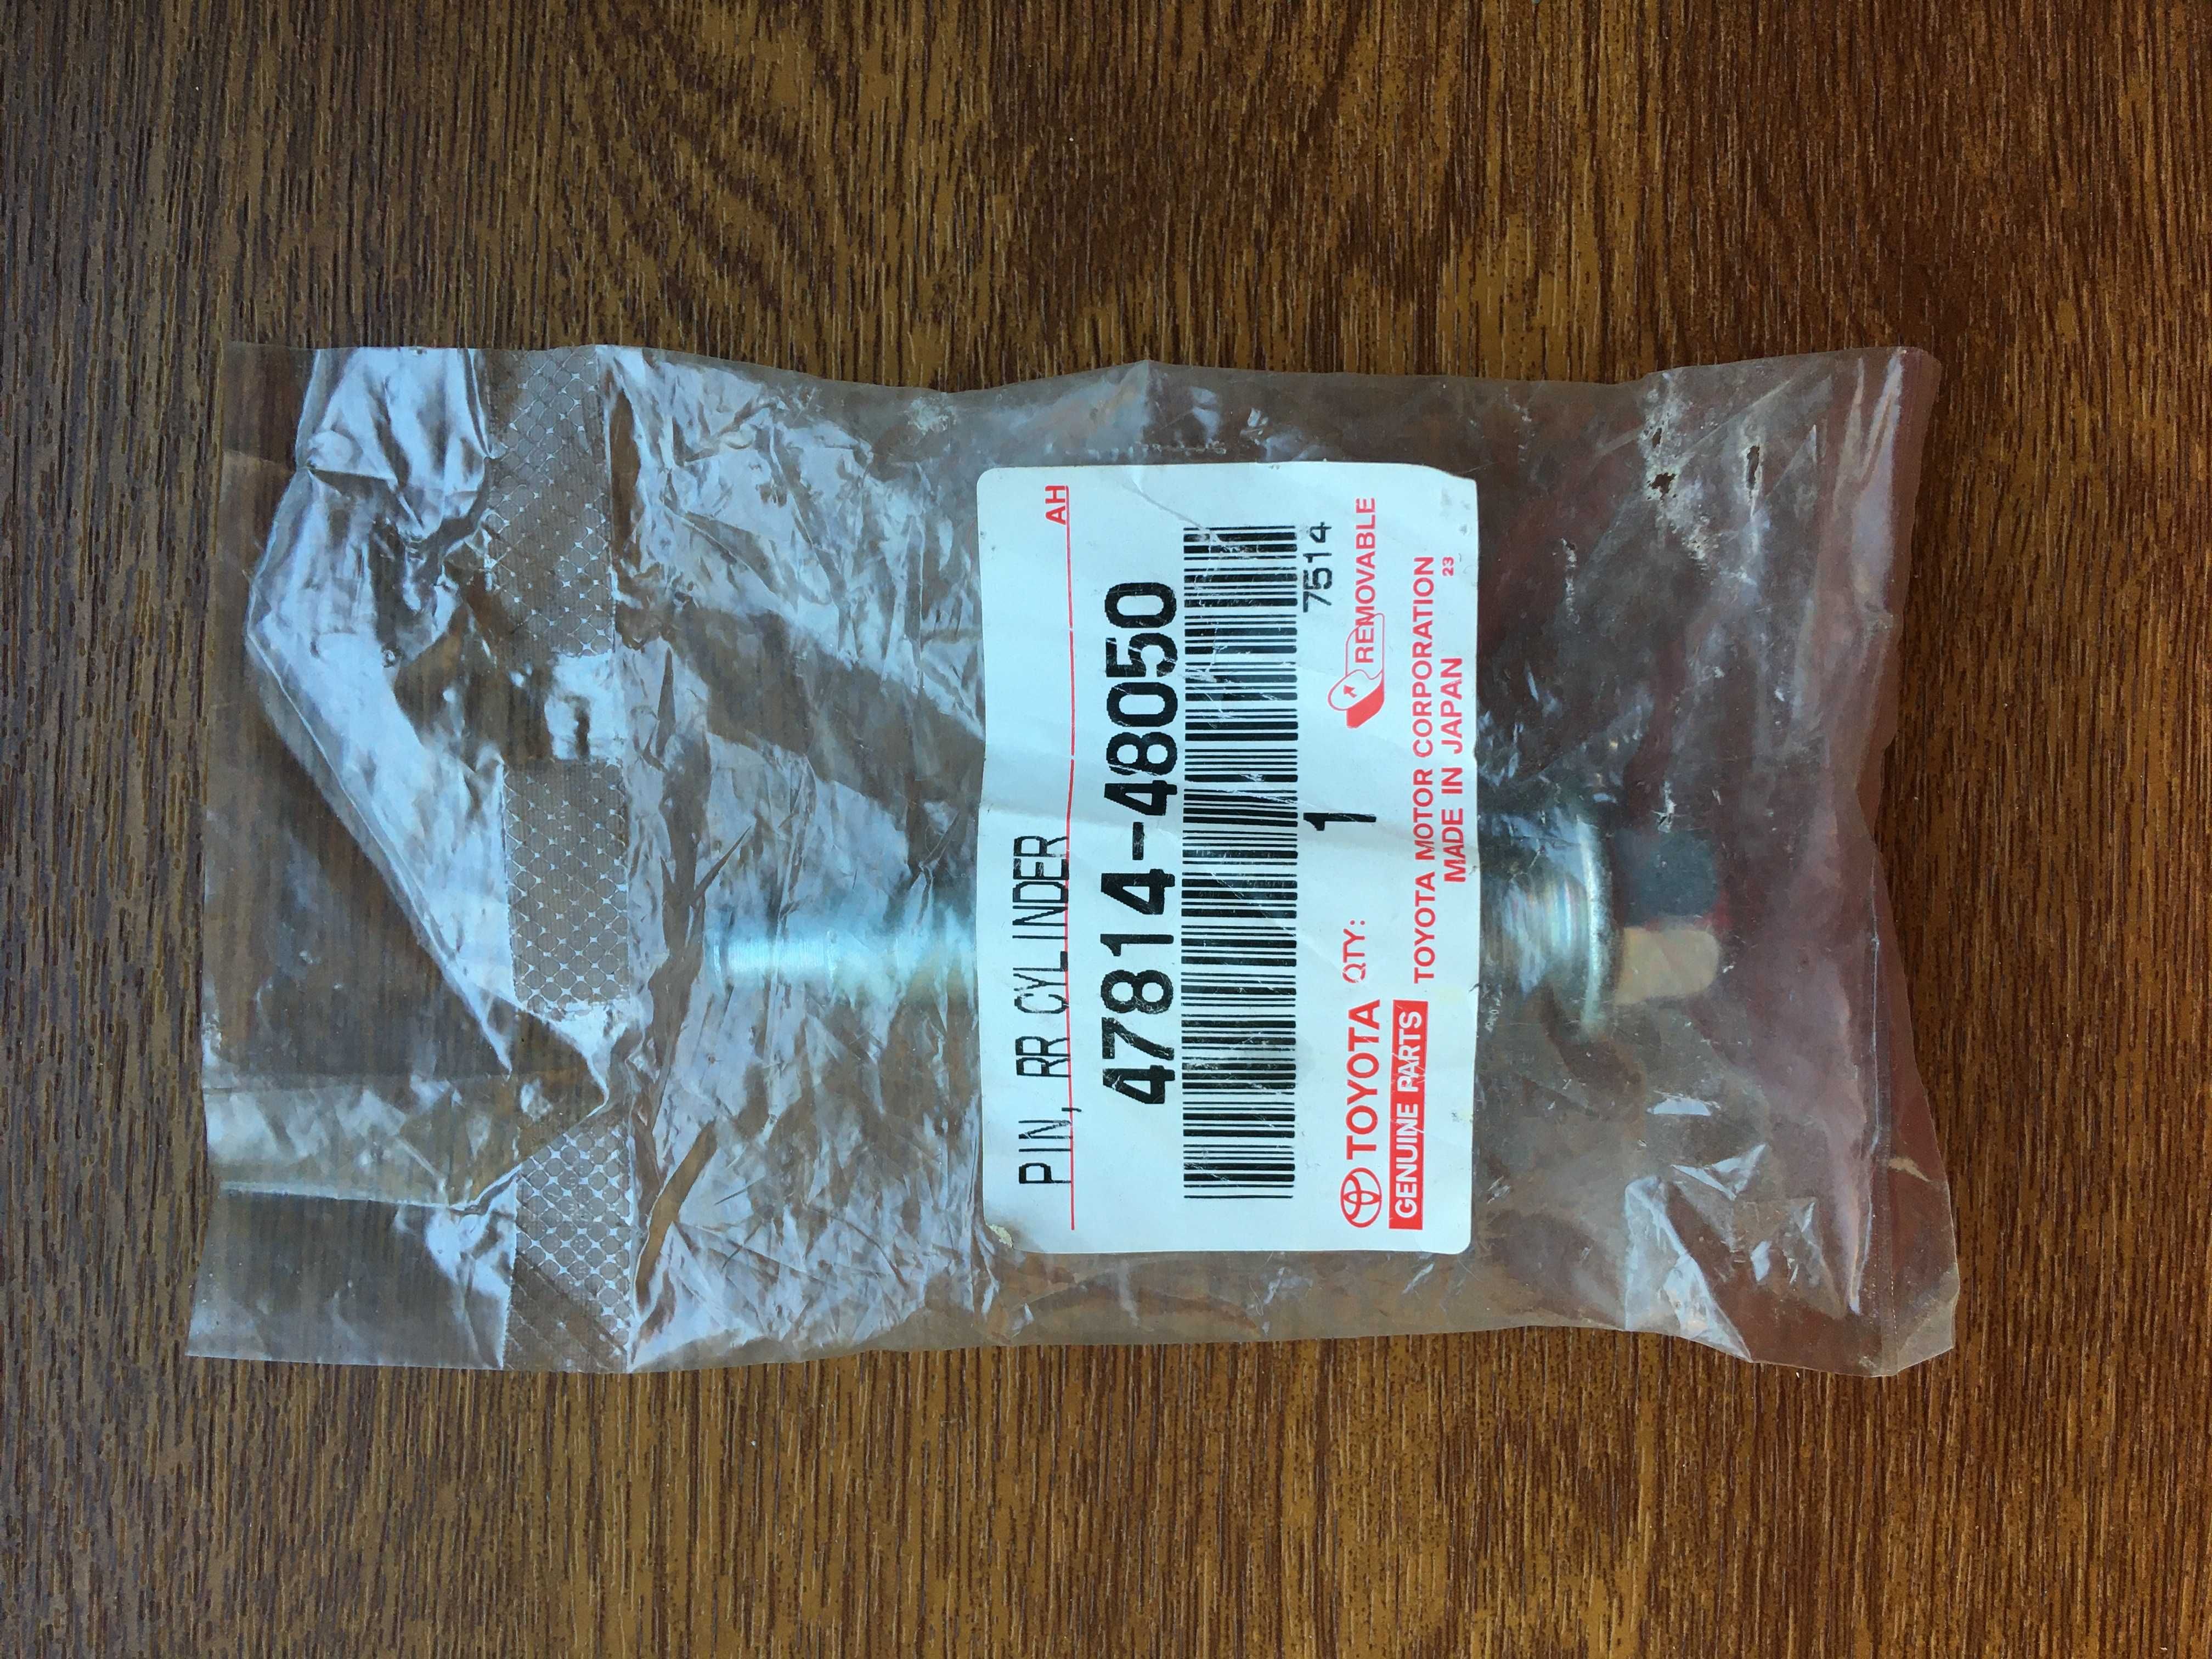 AH
PIN, RR CYLINDER
47814-48050
7514
1
REMOVABLE
TOYOTA QTY:
GENUINE PARTS TOYOTA MOTOR CORPORATION
MADE IN JAPAN 23